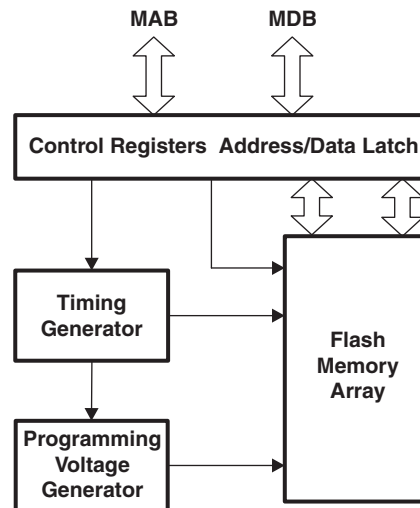 MAB MDB
Control Registers Address/Data Latch
Timing
Generator
Flash
Memory
Array
Programming
Voltage
Generator